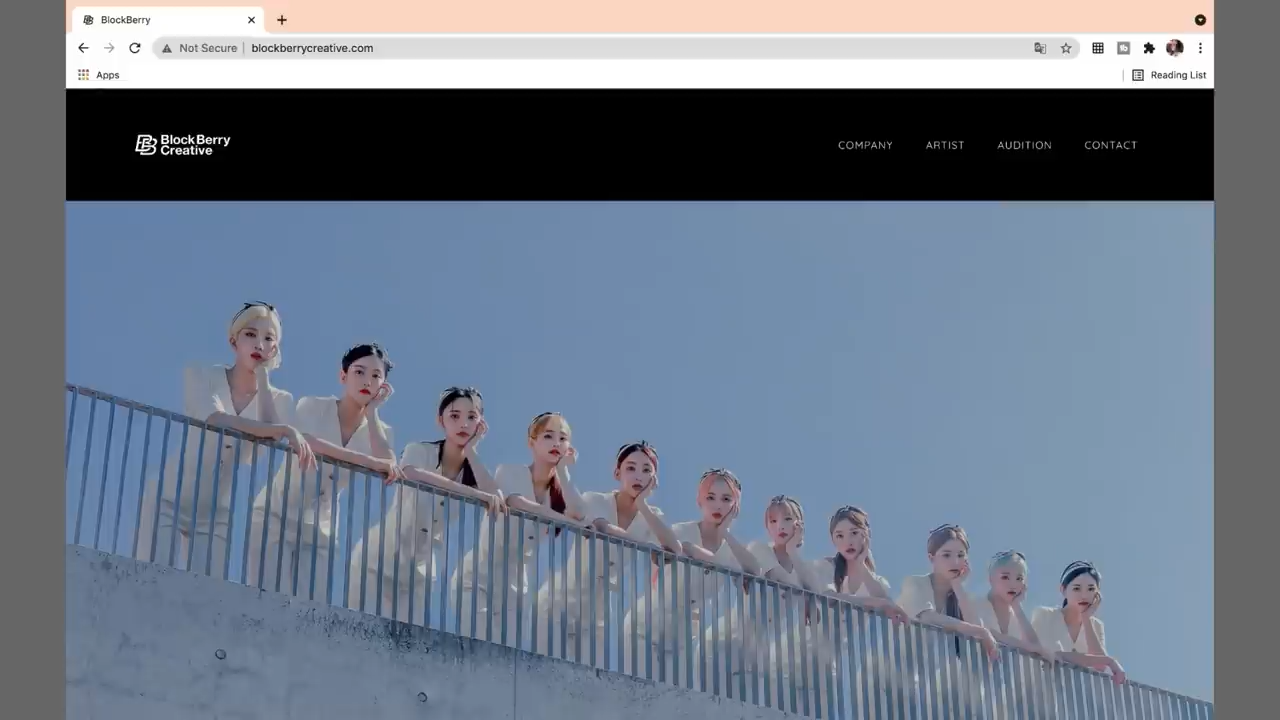 BlockBerry
Not Secure
blockberrycreative.com
Apps
Reading List
BlockBerry
Creative
COMPANY
ARTIST
AUDITION
CONTACT